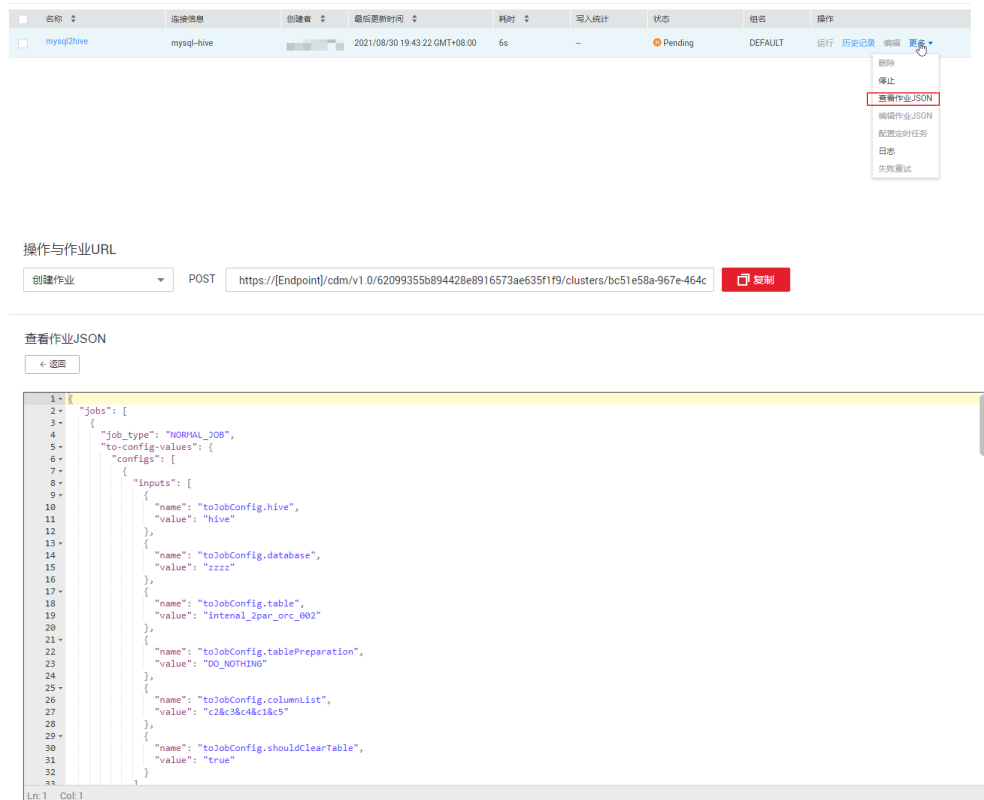 名称 连接信息 创建者 最后更新时间 耗时 写入统计 状态 组名 操作
mysql2hive mysql-hive 2021/08/30 19:43:22 GMT+08:00 6s -- Pending DEFAULT 运行 历史记录 编辑 更多
删除
停止
查看作业JSON
编辑作业JSON
配置定时任务
日志
失败重试
操作与作业URL
创建作业 POST https://[Endpoint]/cdm/v1.0/62099355b894428e8916573ae635f1f9/clusters/bc51e58a-967e-464c 复制
查看作业JSON
← 返回
1 {
2 "jobs": [
3 {
4 "job_type": "NORMAL_JOB",
5 "to-config-values": {
6 "configs": [
7 {
8 "inputs": [
9 {
10 "name": "toJobConfig.hive",
11 "value": "hive"
12 },
13 {
14 "name": "toJobConfig.database",
15 "value": "zzzz"
16 },
17 {
18 "name": "toJobConfig.table",
19 "value": "intenal_2par_orc_002"
20 },
21 {
22 "name": "toJobConfig.tablePreparation",
23 "value": "DO_NOTHING"
24 },
25 {
26 "name": "toJobConfig.columnList",
27 "value": "c2&c3&c4&c1&c5"
28 },
29 {
30 "name": "toJobConfig.shouldClearTable",
31 "value": "true"
32 }
33 ]
Ln: 1 Col: 1